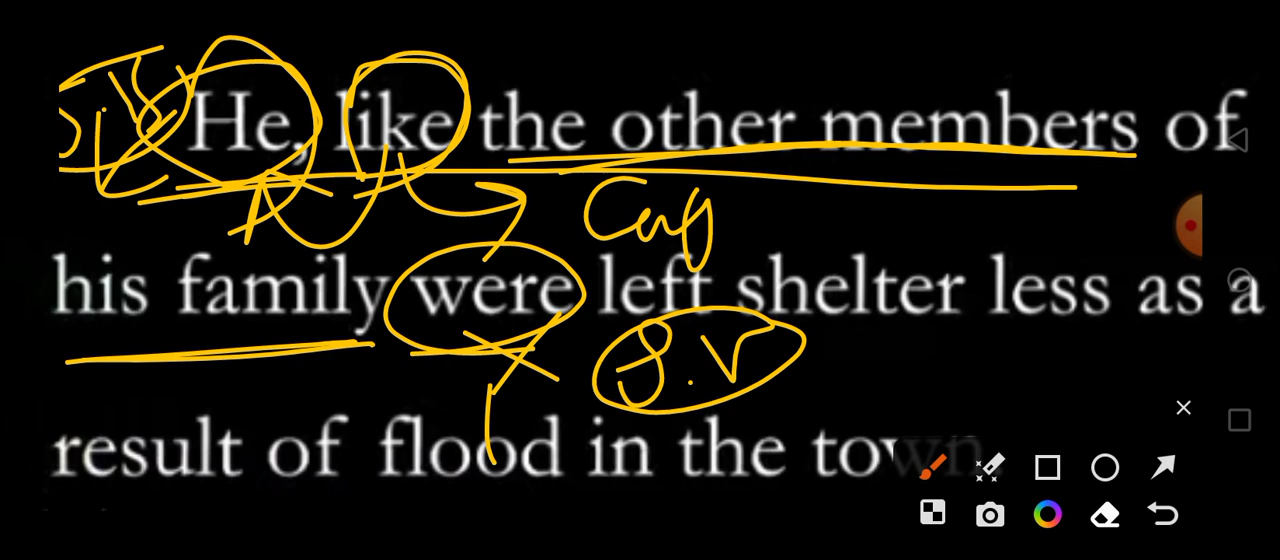 He, like the other members of
his family were left shelter less as a
result of flood in the town
S.V